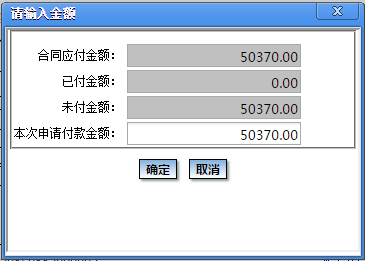 请输入金额
合同应付金额： 50370.00
已付金额： 0.00
未付金额： 50370.00
本次申请付款金额： 50370.00
确定 取消